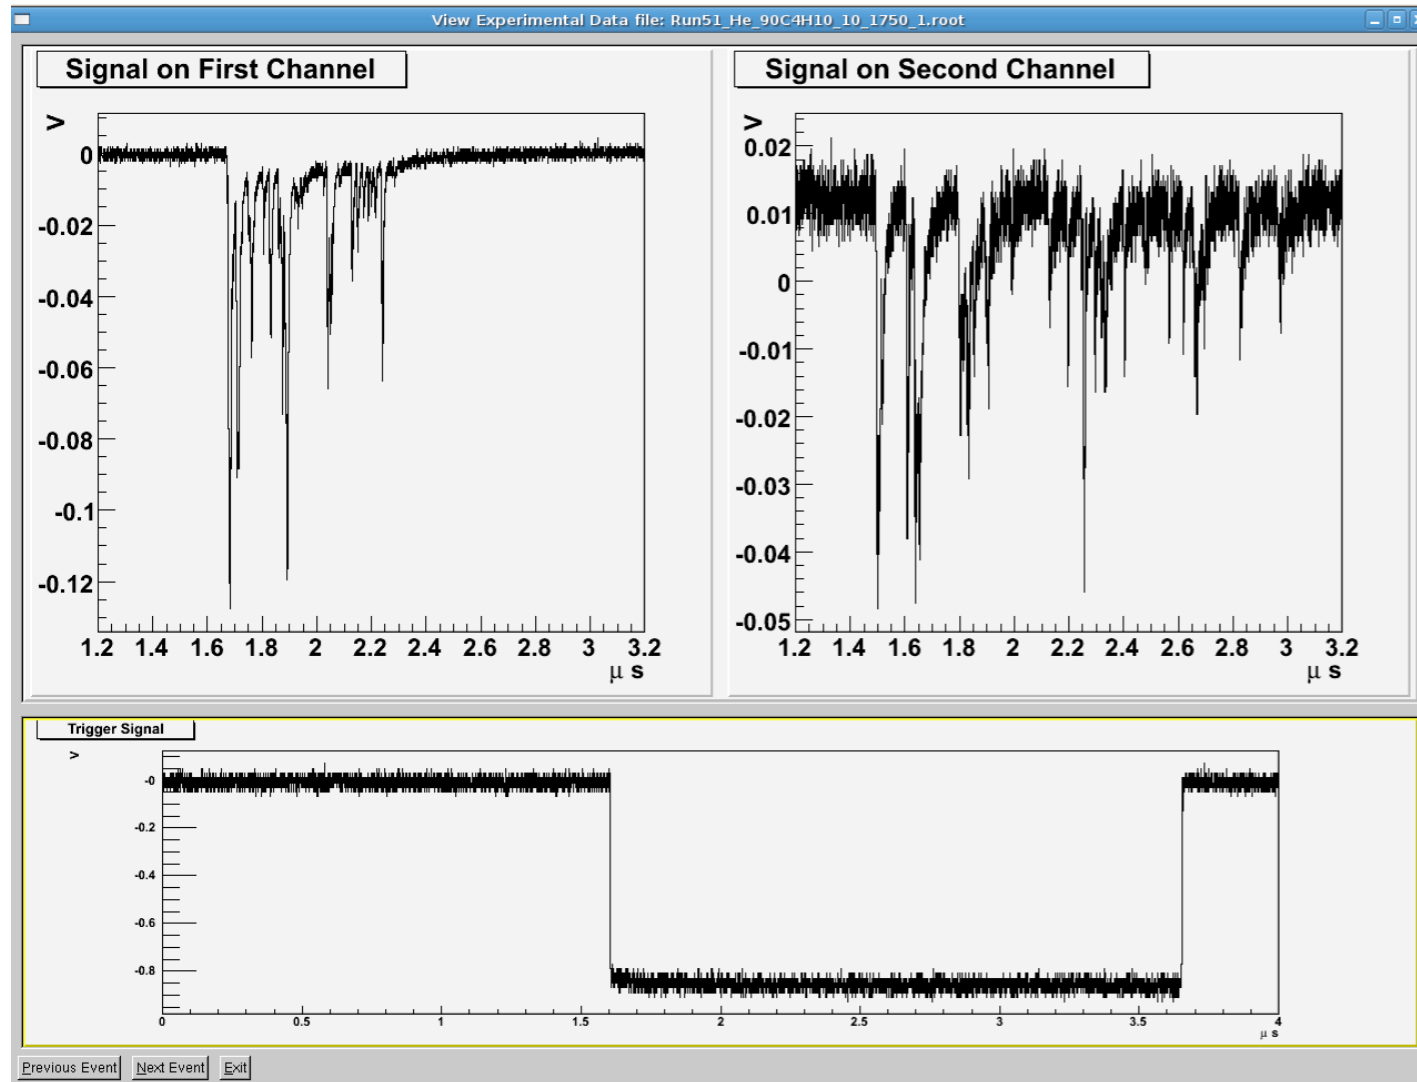 View Experimental Data file: Run51_He_90C4H10_10_1750_1.root
Signal on First Channel
V
0
-0.02
-0.04
-0.06
-0.08
-0.1
-0.12
1.2 1.4 1.6 1.8 2 2.2 2.4 2.6 2.8 3 3.2
μ s
Signal on Second Channel
V
0.02
0.01
0
-0.01
-0.02
-0.03
-0.04
-0.05
1.2 1.4 1.6 1.8 2 2.2 2.4 2.6 2.8 3 3.2
μ s
Trigger Signal
V
-0
-0.2
-0.4
-0.6
-0.8
0 0.5 1 1.5 2 2.5 3 3.5 4
μ s
Previous Event Next Event Exit